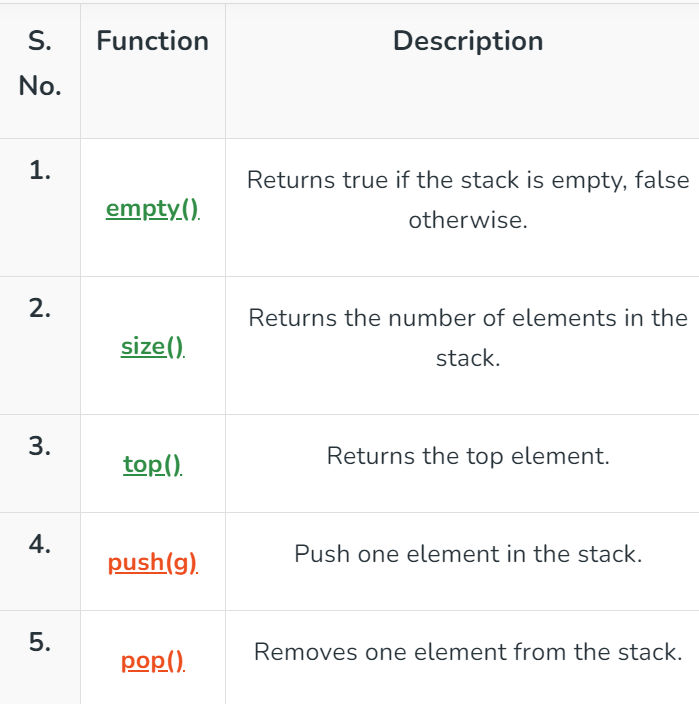 S. No. Function Description
1. empty() Returns true if the stack is empty, false
otherwise.
2. size() Returns the number of elements in the
stack.
3. top() Returns the top element.
4. push(g) Push one element in the stack.
5. pop() Removes one element from the stack.